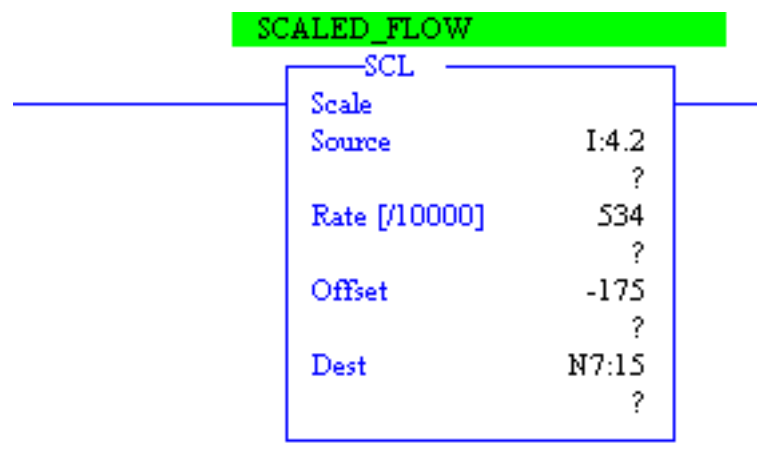 SCALED_FLOW
SCL
Scale
Source I:4.2
?
Rate [/10000] 534
?
Offset -175
?
Dest N7:15
?